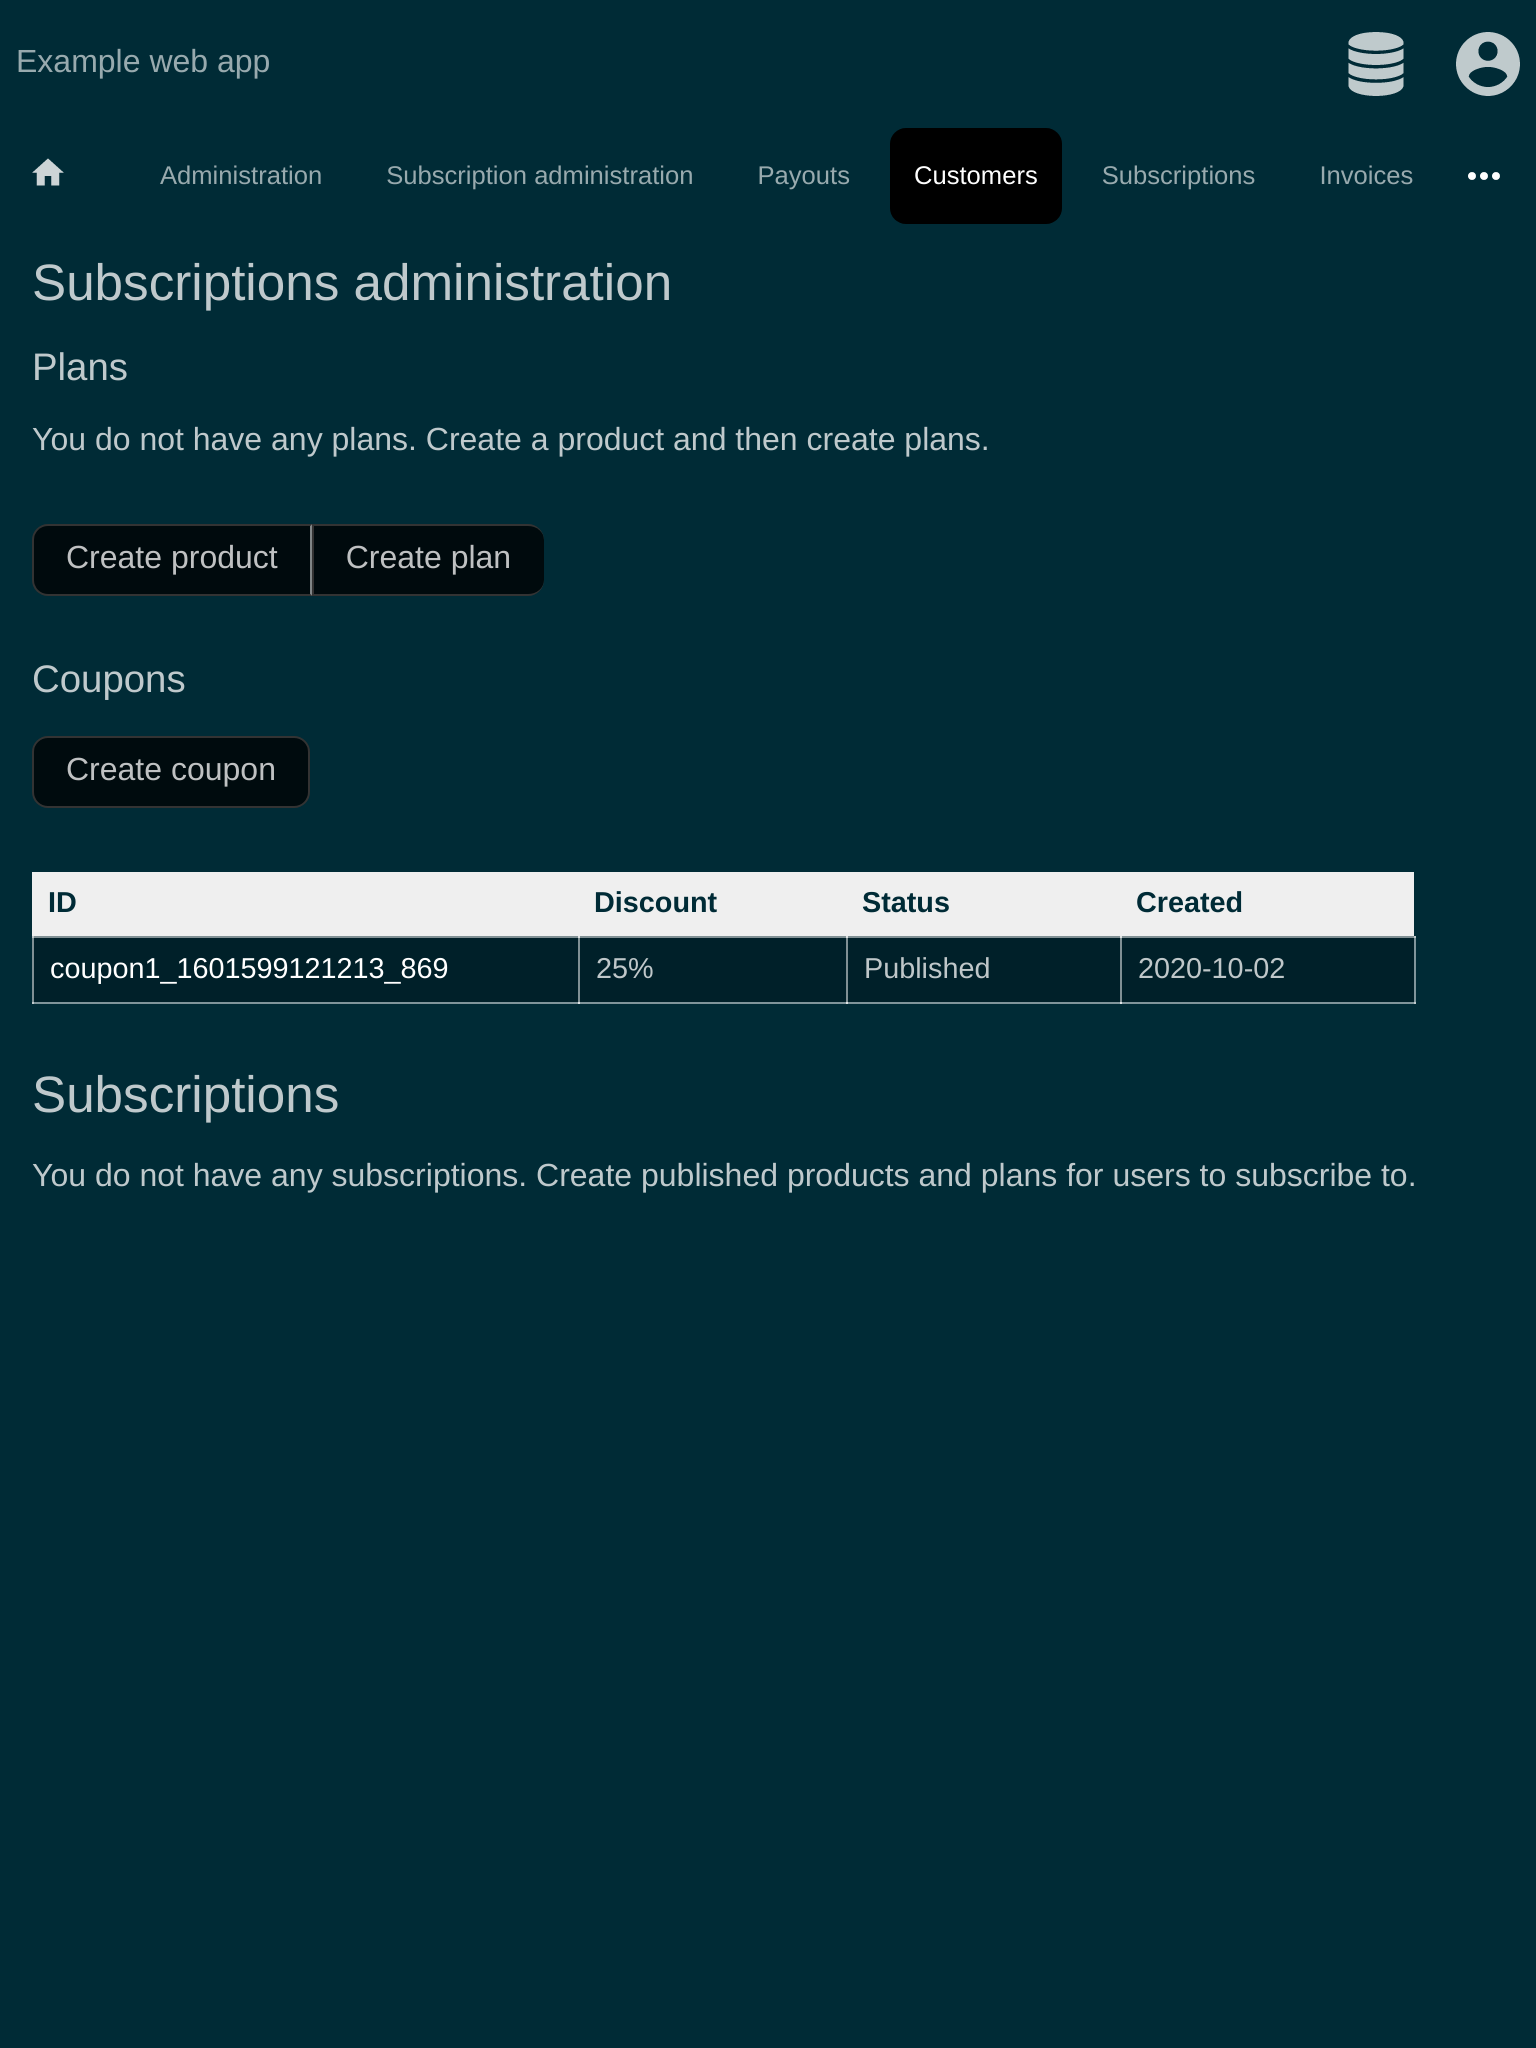 Example web app
Administration Subscription administration Payouts Customers Subscriptions Invoices
Subscriptions administration
Plans
You do not have any plans. Create a product and then create plans.
Create product Create plan
Coupons
Create coupon
ID Discount Status Created
coupon1_1601599121213_869 25% Published 2020-10-02
Subscriptions
You do not have any subscriptions. Create published products and plans for users to subscribe to.